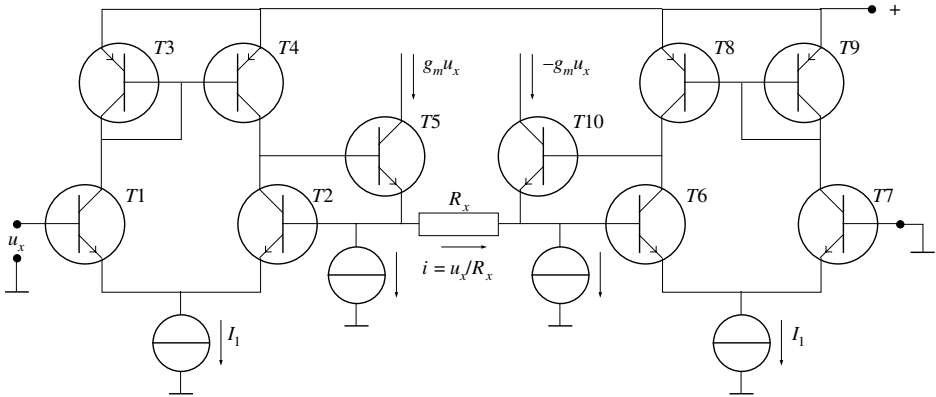 +
T3
T4
g_m u_x
−g_m u_x
T8
T9
T5
T10
T1
T2
R_x
T6
T7
u_x
i = u_x/R_x
I_1
I_1